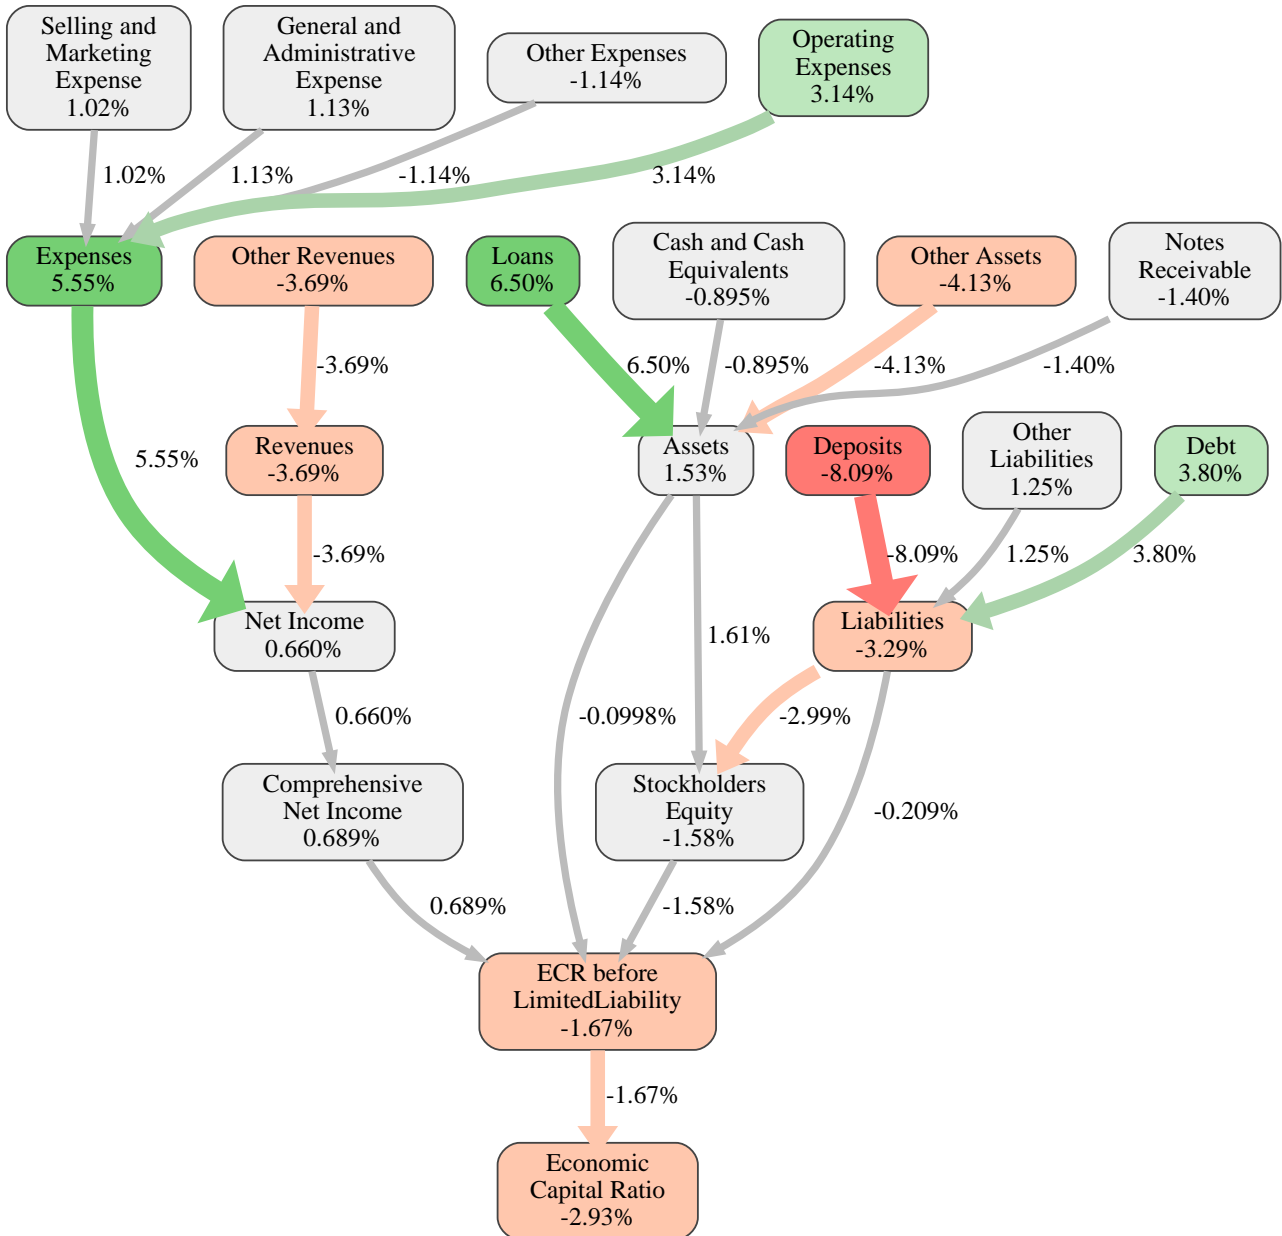 Selling and
Marketing
Expense
1.02%
General and
Administrative
Expense
1.13%
Other Expenses
-1.14%
Operating
Expenses
3.14%
1.02%
1.13%
-1.14%
3.14%
Expenses
5.55%
Other Revenues
-3.69%
Loans
6.50%
Cash and Cash
Equivalents
-0.895%
Other Assets
-4.13%
Notes
Receivable
-1.40%
-3.69%
6.50%
-0.895%
-4.13%
-1.40%
5.55%
Revenues
-3.69%
Assets
1.53%
Deposits
-8.09%
Other
Liabilities
1.25%
Debt
3.80%
-3.69%
-8.09%
1.25%
3.80%
Net Income
0.660%
1.61%
Liabilities
-3.29%
0.660%
-0.0998%
-2.99%
Comprehensive
Net Income
0.689%
Stockholders
Equity
-1.58%
-0.209%
0.689%
-1.58%
ECR before
LimitedLiability
-1.67%
-1.67%
Economic
Capital Ratio
-2.93%